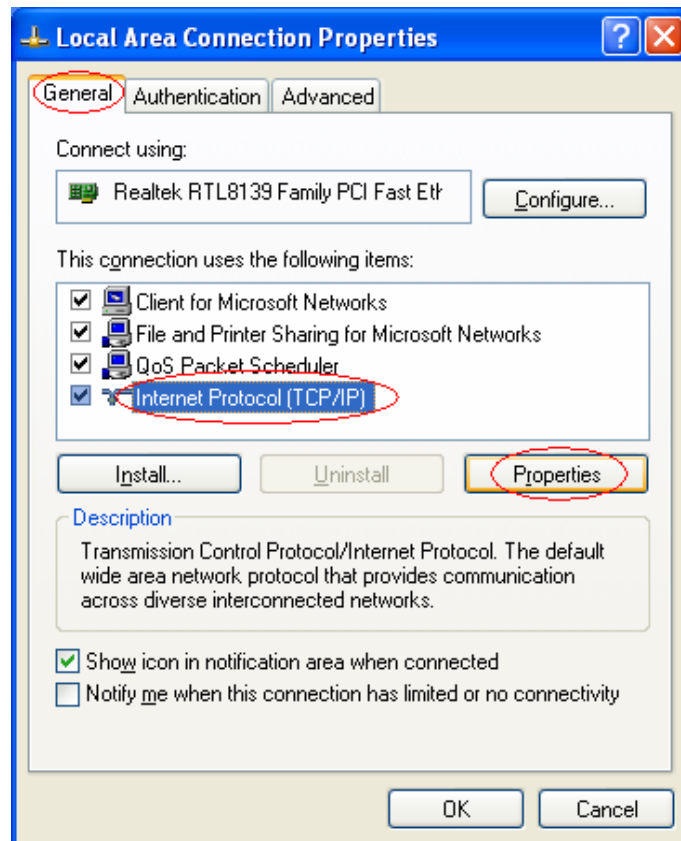 Local Area Connection Properties
General Authentication Advanced
Connect using:
Realtek RTL8139 Family PCI Fast Eth
Configure...
This connection uses the following items:
Client for Microsoft Networks
File and Printer Sharing for Microsoft Networks
QoS Packet Scheduler
Internet Protocol (TCP/IP)
Install... Uninstall Properties
Description
Transmission Control Protocol/Internet Protocol. The default
wide area network protocol that provides communication
across diverse interconnected networks.
Show icon in notification area when connected
Notify me when this connection has limited or no connectivity
OK Cancel